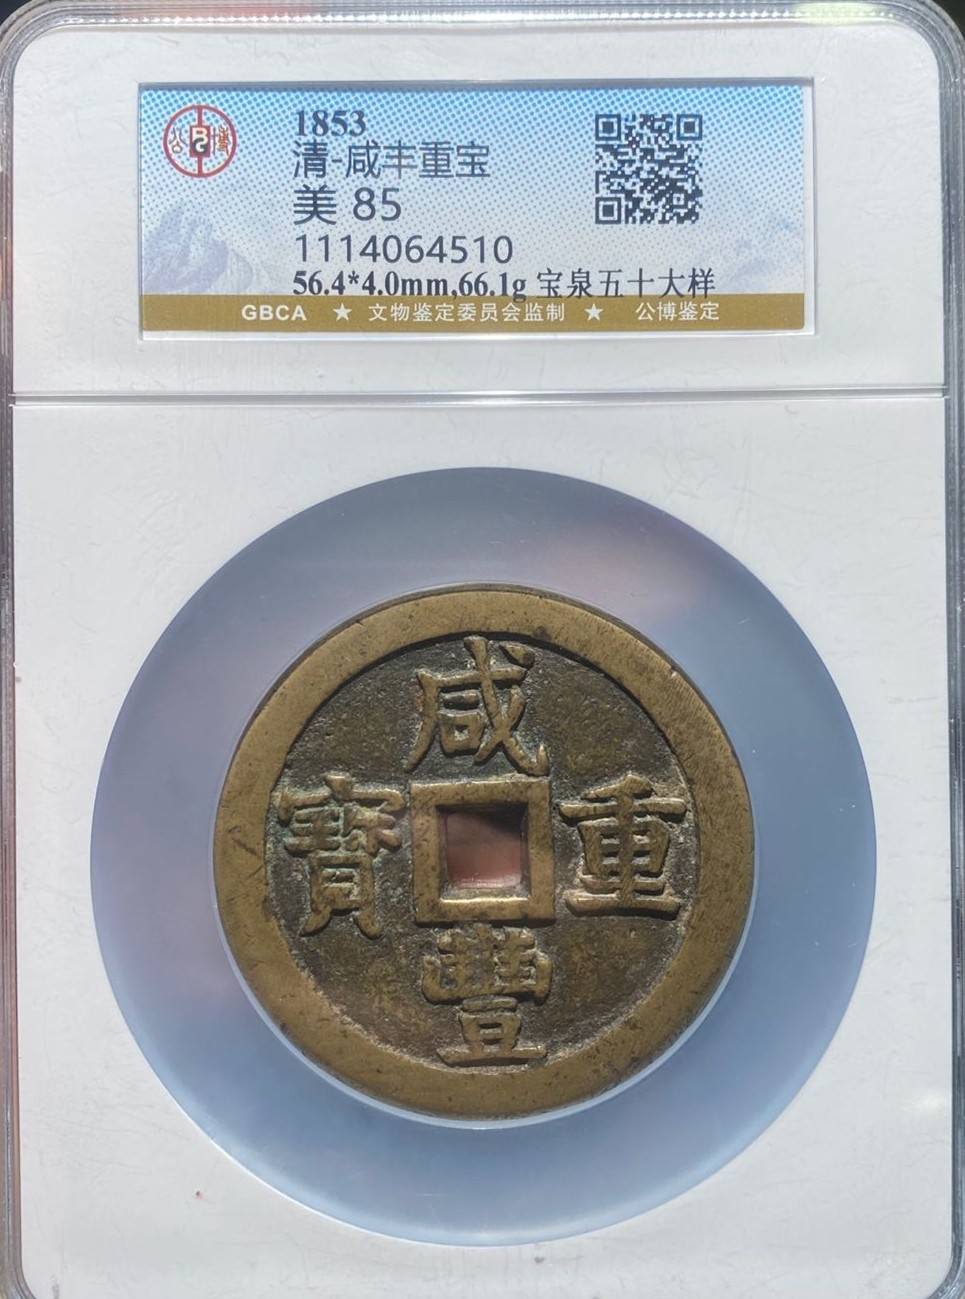 公博
1853
清-咸丰重宝
美 85
1114064510
56.4*4.0mm,66.1g 宝泉五十大样
GBCA ★ 文物鉴定委员会监制 ★ 公博鉴定
咸
寶 重
豐